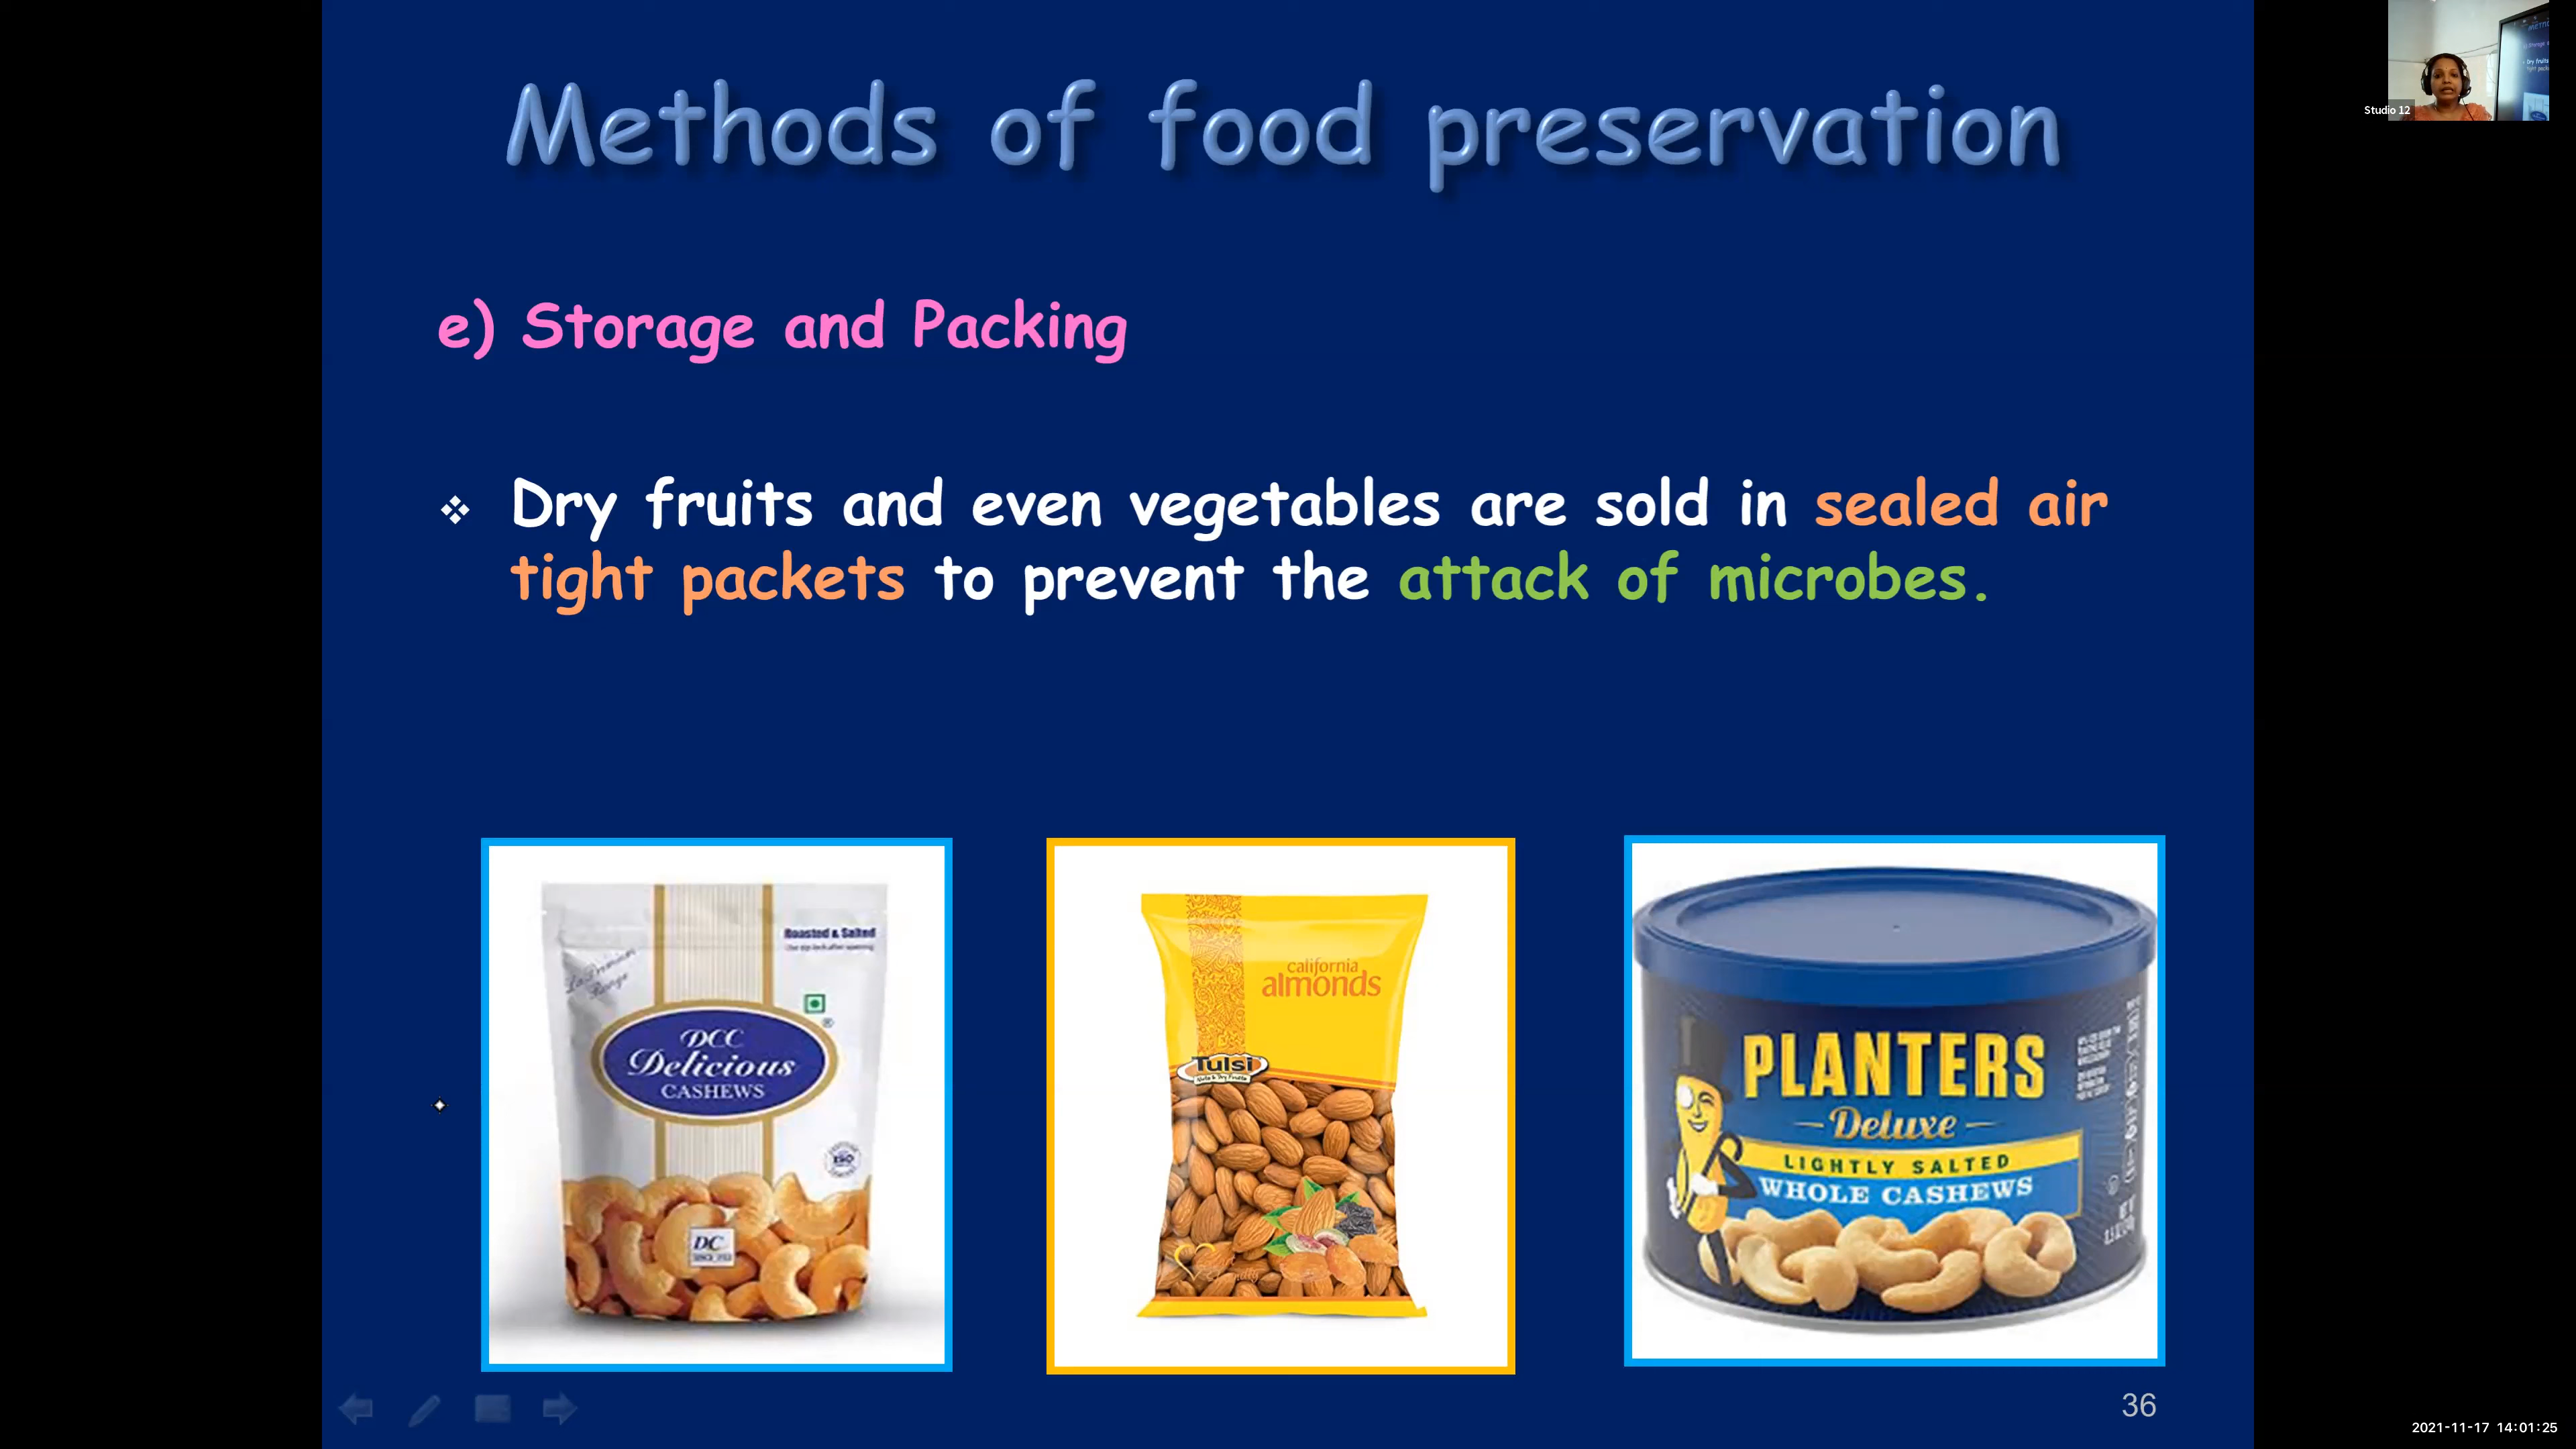 Methods of food preservation
Studio 12
e) Storage and Packing
❖ Dry fruits and even vegetables are sold in sealed air
tight packets to prevent the attack of microbes.
Roasted & Salted
DCC
Delicious
CASHEWS
ISO
DC
california
almonds
Tulsi
PLANTERS
Deluxe
LIGHTLY SALTED
WHOLE CASHEWS
36
2021-11-17 14:01:25